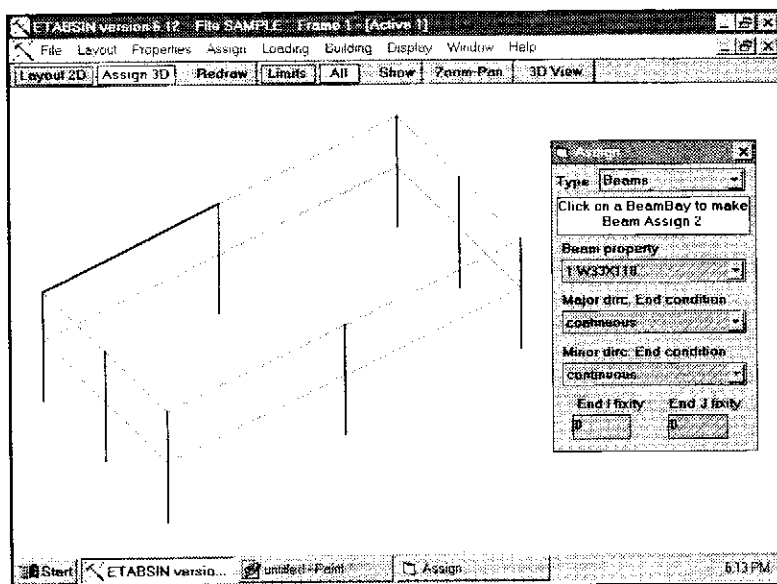 ETABSIN version 6.12 File SAMPLE - Frame 1 - [Active 1]
File Layout Properties Assign Loading Building Display Window Help
Layout 2D Assign 3D Redraw Limits All Show Zoom-Pan 3D View
Assign
Type Beams
Click on a BeamBay to make
Beam Assign 2
Beam property
1 W33X118
Major dirc. End condition
continuous
Minor dirc. End condition
continuous
End I fixity End J fixity
0 0
Start ETABSIN versio... untitled - Paint Assign 6:13 PM